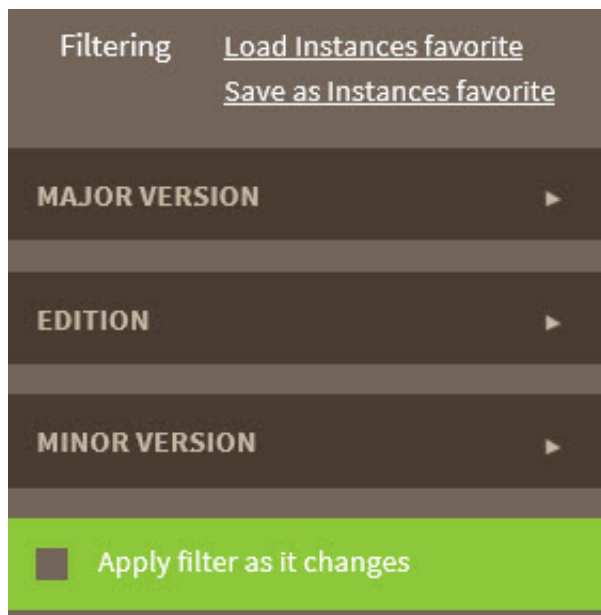 Filtering Load Instances favorite
Save as Instances favorite
MAJOR VERSION
EDITION
MINOR VERSION
Apply filter as it changes